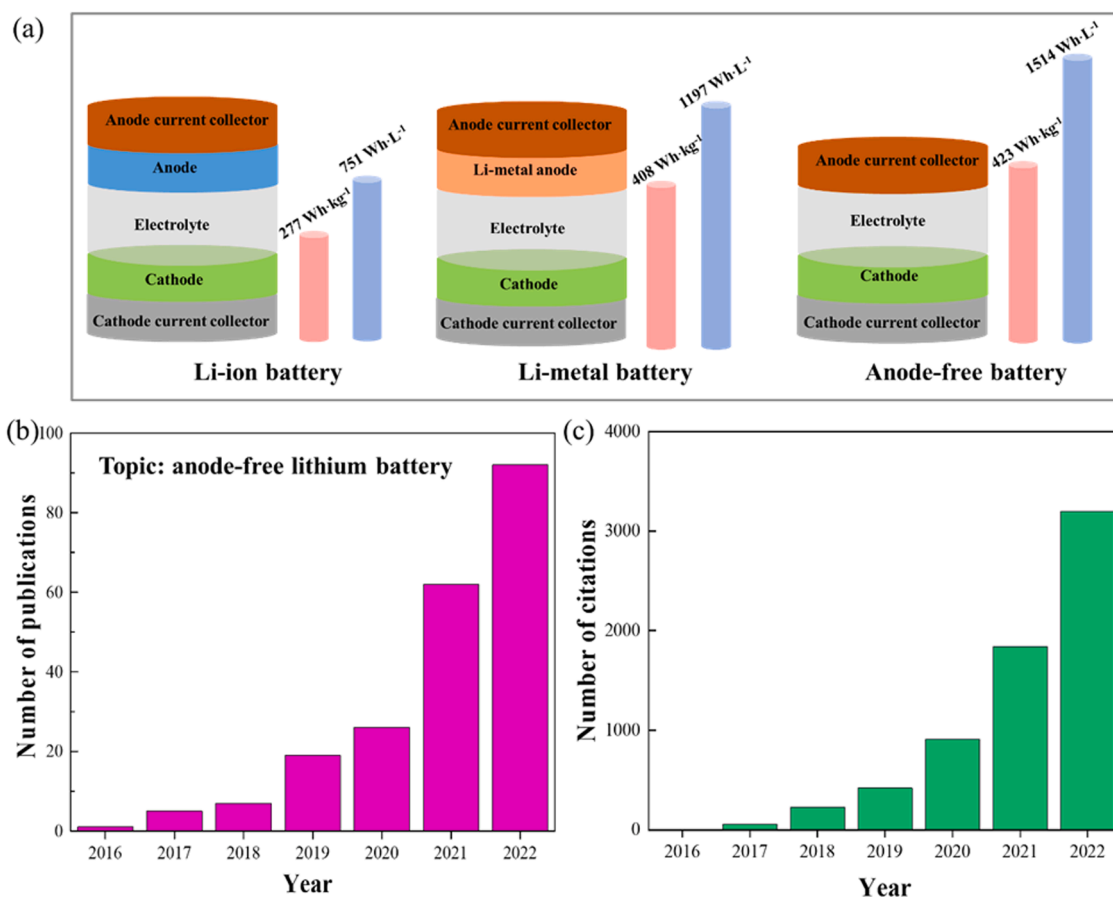 (a)
Anode current collector
Anode
Electrolyte
Cathode
Cathode current collector
277 Wh·kg⁻¹
751 Wh·L⁻¹
Li-ion battery
Anode current collector
Li-metal anode
Electrolyte
Cathode
Cathode current collector
408 Wh·kg⁻¹
1197 Wh·L⁻¹
Li-metal battery
Anode current collector
Electrolyte
Cathode
Cathode current collector
423 Wh·kg⁻¹
1514 Wh·L⁻¹
Anode-free battery
(b)
Topic: anode-free lithium battery
Number of publications
100
80
60
40
20
0
2016 2017 2018 2019 2020 2021 2022
Year
(c)
Number of citations
4000
3000
2000
1000
0
2016 2017 2018 2019 2020 2021 2022
Year